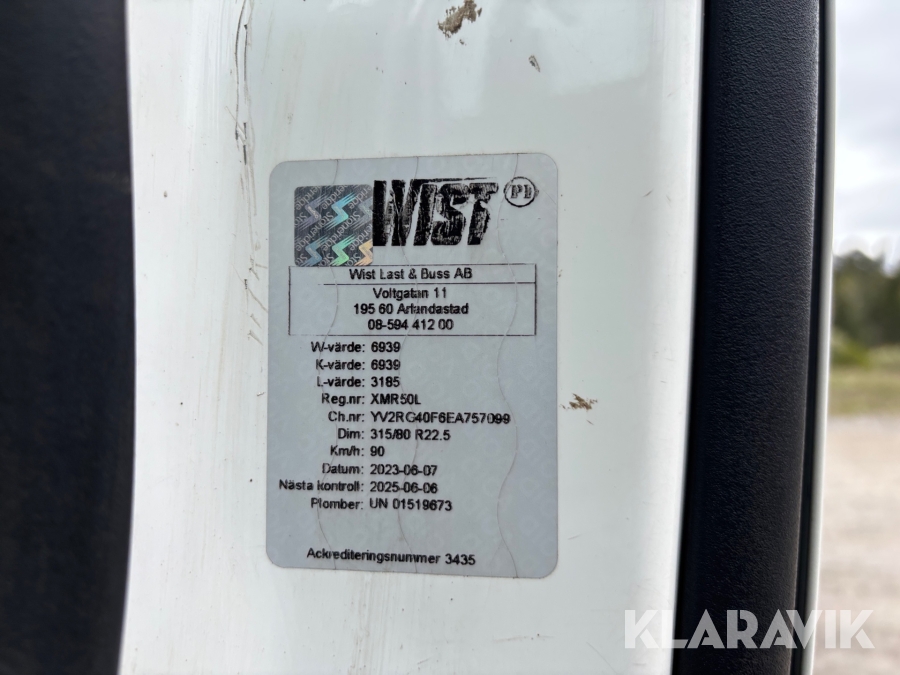 WIST
Wist Last & Buss AB
Voltgatan 11
195 60 Arlandastad
08-594 412 00
W-värde: 6939
K-värde: 6939
L-värde: 3185
Reg.nr: XMR50L
Ch.nr: YV2RG40F6EA757099
Dim: 315/80 R22.5
Km/h: 90
Datum: 2023-06-07
Nästa kontroll: 2025-06-06
Plomber: UN 01519673
Ackrediteringsnummer 3435
KLARAVIK